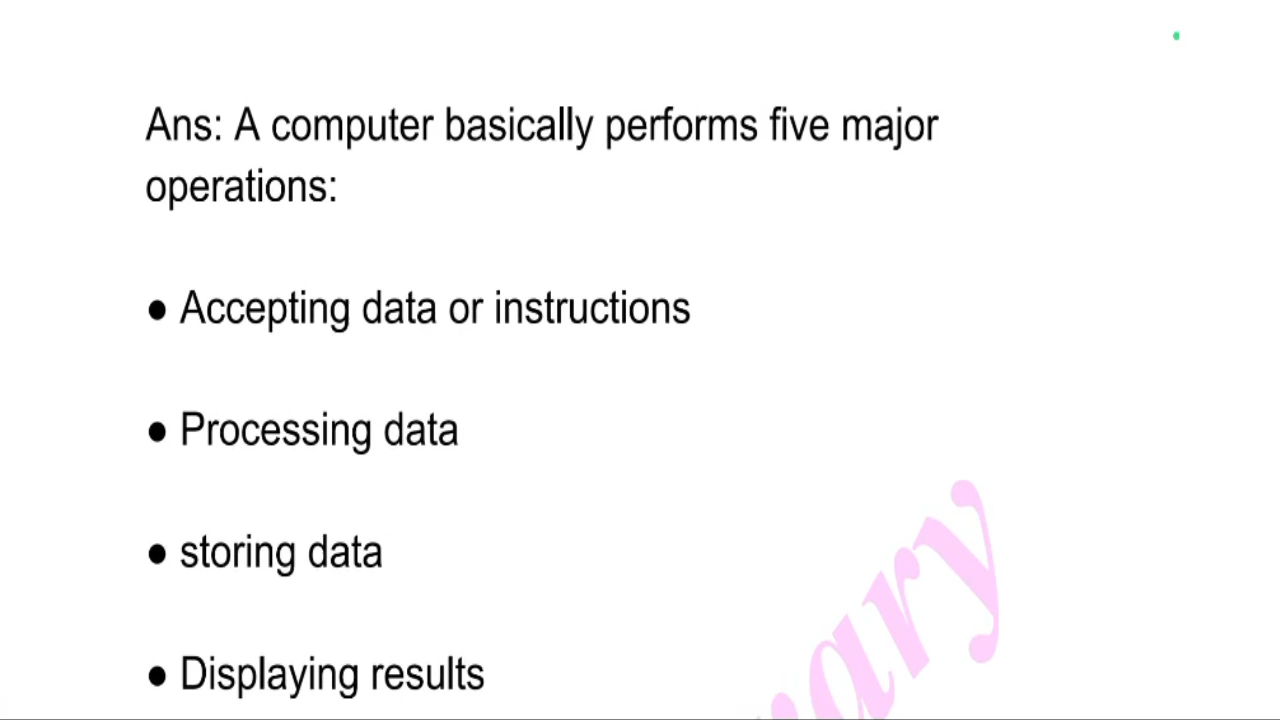 Ans: A computer basically performs five major
operations:
● Accepting data or instructions
● Processing data
● storing data
● Displaying results